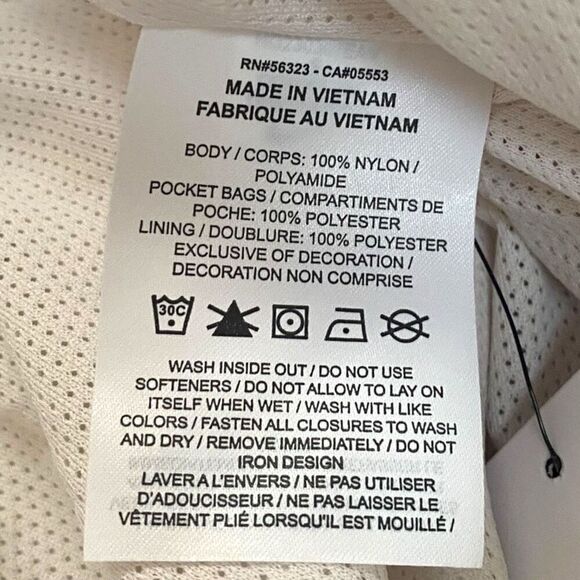 RN#56323 - CA#05553
MADE IN VIETNAM
FABRIQUE AU VIETNAM
BODY / CORPS: 100% NYLON /
POLYAMIDE
POCKET BAGS / COMPARTIMENTS DE
POCHE: 100% POLYESTER
LINING / DOUBLURE: 100% POLYESTER
EXCLUSIVE OF DECORATION /
DECORATION NON COMPRISE
30C
WASH INSIDE OUT / DO NOT USE
SOFTENERS / DO NOT ALLOW TO LAY ON
ITSELF WHEN WET / WASH WITH LIKE
COLORS / FASTEN ALL CLOSURES TO WASH
AND DRY / REMOVE IMMEDIATELY / DO NOT
IRON DESIGN
LAVER A L'ENVERS / NE PAS UTILISER
D'ADOUCISSEUR / NE PAS LAISSER LE
VÊTEMENT PLIÉ LORSQU'IL EST MOUILLÉ /